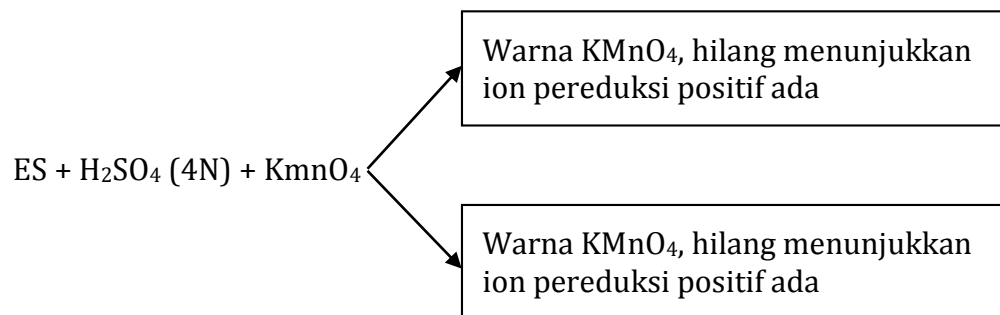 Warna KMnO₄, hilang menunjukkan
ion pereduksi positif ada
ES + H₂SO₄ (4N) + KmnO₄
Warna KMnO₄, hilang menunjukkan
ion pereduksi positif ada